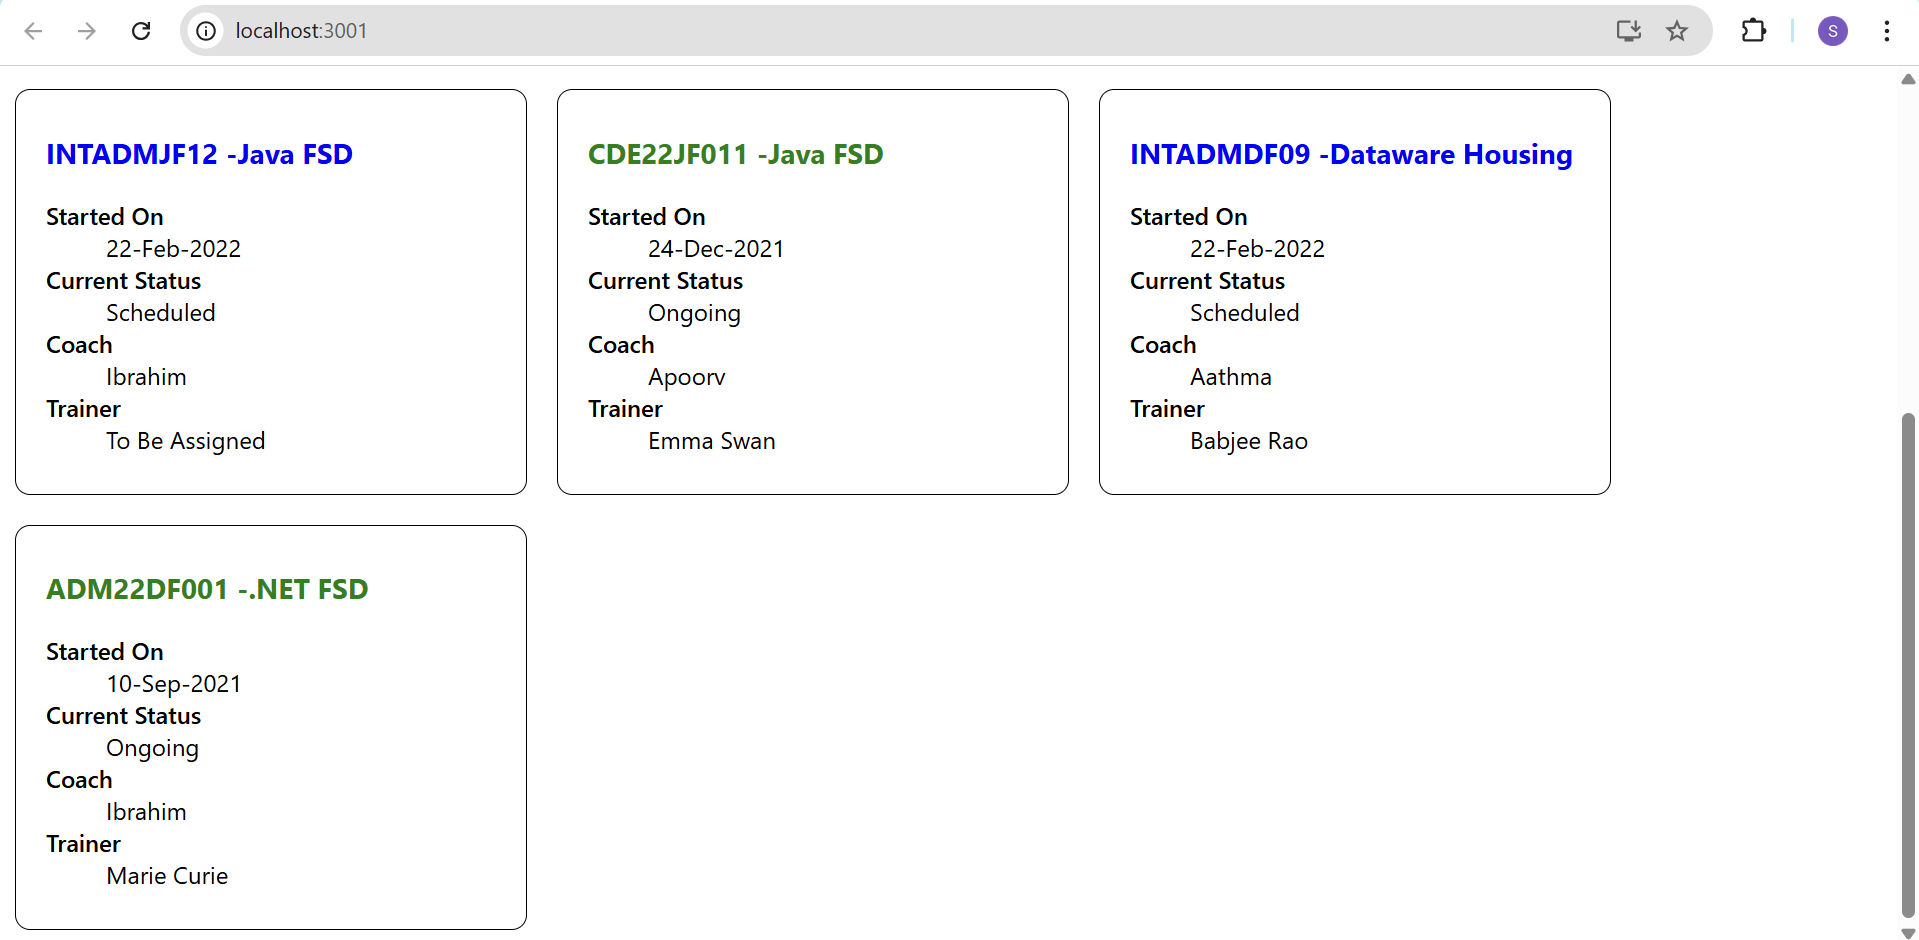 localhost:3001
S
INTADMJF12 -Java FSD
Started On
22-Feb-2022
Current Status
Scheduled
Coach
Ibrahim
Trainer
To Be Assigned
CDE22JF011 -Java FSD
Started On
24-Dec-2021
Current Status
Ongoing
Coach
Apoorv
Trainer
Emma Swan
INTADMDF09 -Dataware Housing
Started On
22-Feb-2022
Current Status
Scheduled
Coach
Aathma
Trainer
Babjee Rao
ADM22DF001 -.NET FSD
Started On
10-Sep-2021
Current Status
Ongoing
Coach
Ibrahim
Trainer
Marie Curie